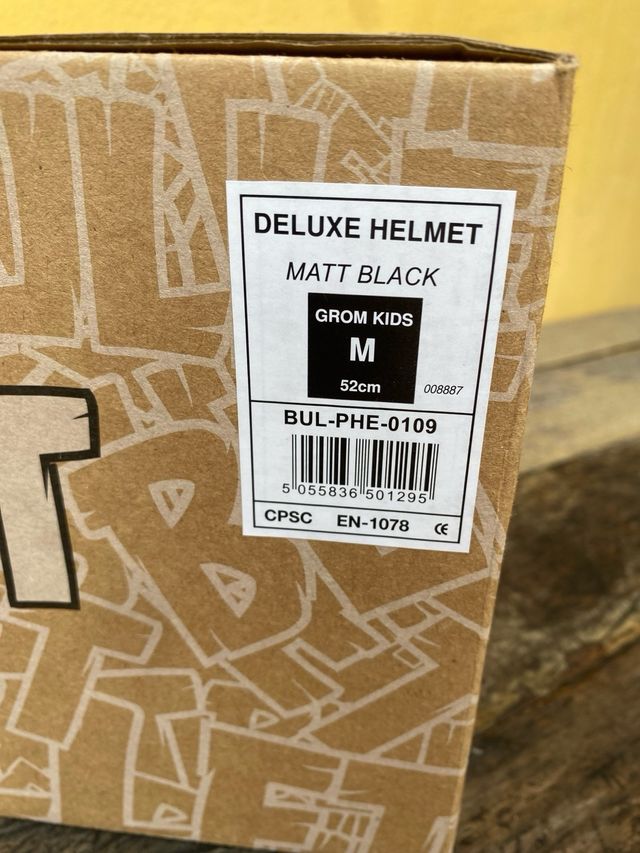 DELUXE HELMET
MATT BLACK
GROM KIDS
M
52cm
008887
BUL-PHE-0109
5 055836 501295
CPSC EN-1078 CE
T